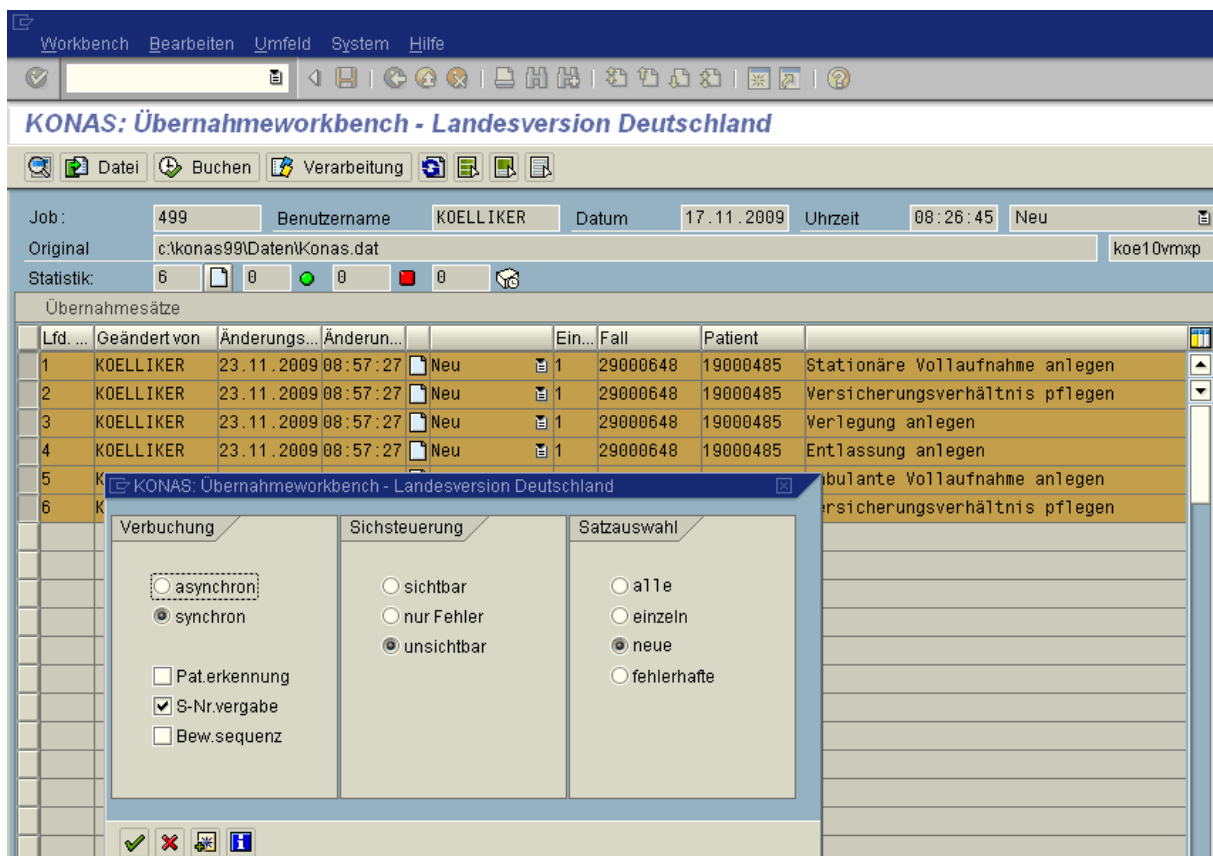 Workbench Bearbeiten Umfeld System Hilfe
KONAS: Übernahmeworkbench - Landesversion Deutschland
Datei Buchen Verarbeitung
Job: 499 Benutzername KOELLIKER Datum 17.11.2009 Uhrzeit 08:26:45 Neu
Original c:\konas99\Daten\Konas.dat koe10vmxp
Statistik: 6 0 0 0
Übernahmesätze
Lfd. ... Geändert von Änderungs... Änderun... Ein... Fall Patient
1 KOELLIKER 23.11.2009 08:57:27 Neu 1 29000648 19000485 Stationäre Vollaufnahme anlegen
2 KOELLIKER 23.11.2009 08:57:27 Neu 1 29000648 19000485 Versicherungsverhältnis pflegen
3 KOELLIKER 23.11.2009 08:57:27 Neu 1 29000648 19000485 Verlegung anlegen
4 KOELLIKER 23.11.2009 08:57:27 Neu 1 29000648 19000485 Entlassung anlegen
5 K bulante Vollaufnahme anlegen
6 K ersicherungsverhältnis pflegen
KONAS: Übernahmeworkbench - Landesversion Deutschland
Verbuchung Sichsteuerung Satzauswahl
asynchron sichtbar alle
synchron nur Fehler einzeln
unsichtbar neue
Pat.erkennung fehlerhafte
S-Nr.vergabe
Bew.sequenz